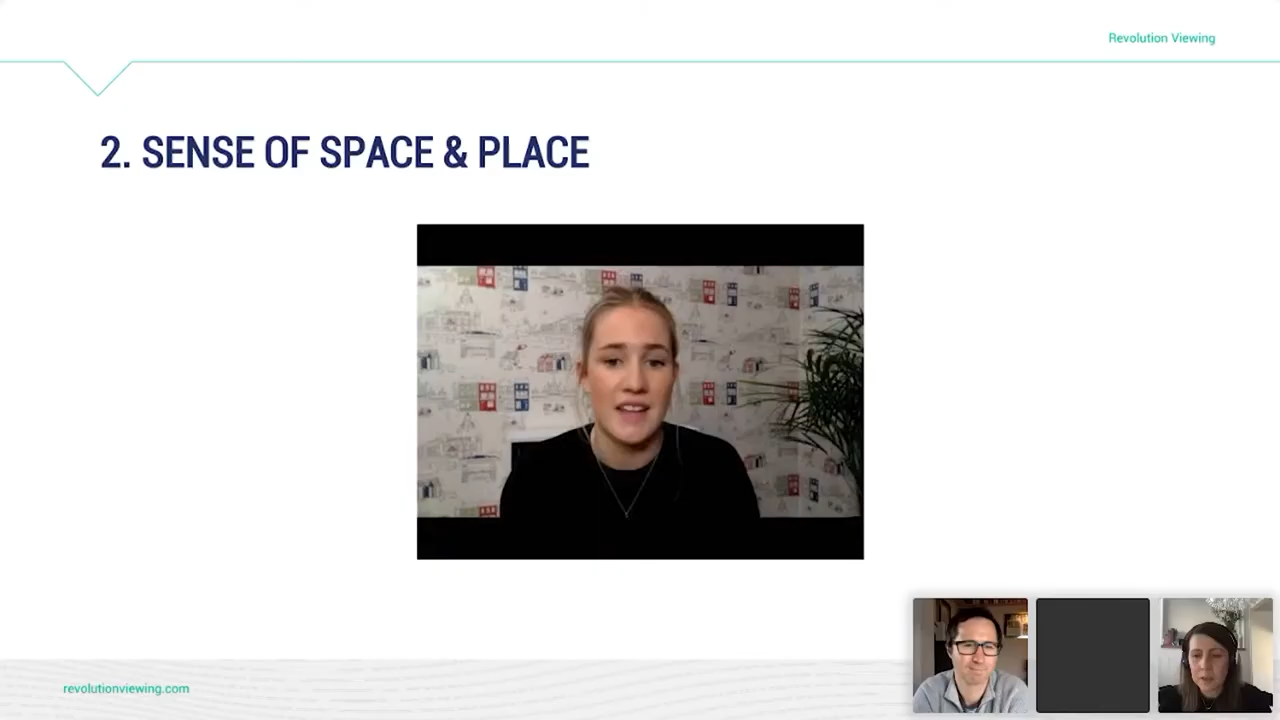 Revolution Viewing
2. SENSE OF SPACE & PLACE
revolutionviewing.com